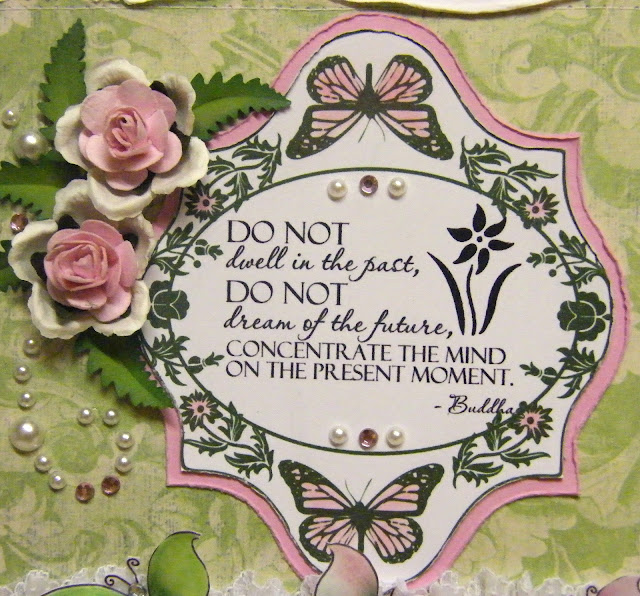 DO NOT
dwell in the past,
DO NOT
dream of the future,
CONCENTRATE THE MIND
ON THE PRESENT MOMENT.
- Buddha